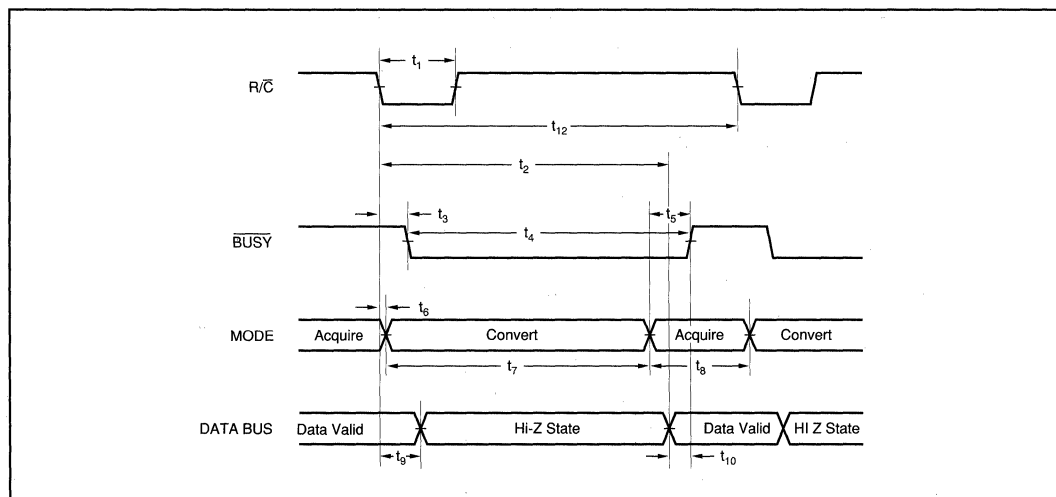 t₁
R/C̅
t₁₂
t₂
t₃
t₅
B̅U̅S̅Y̅
t₄
t₆
MODE
Acquire
Convert
Acquire
Convert
t₇
t₈
DATA BUS
Data Valid
Hi-Z State
Data Valid
HI Z State
t₉
t₁₀